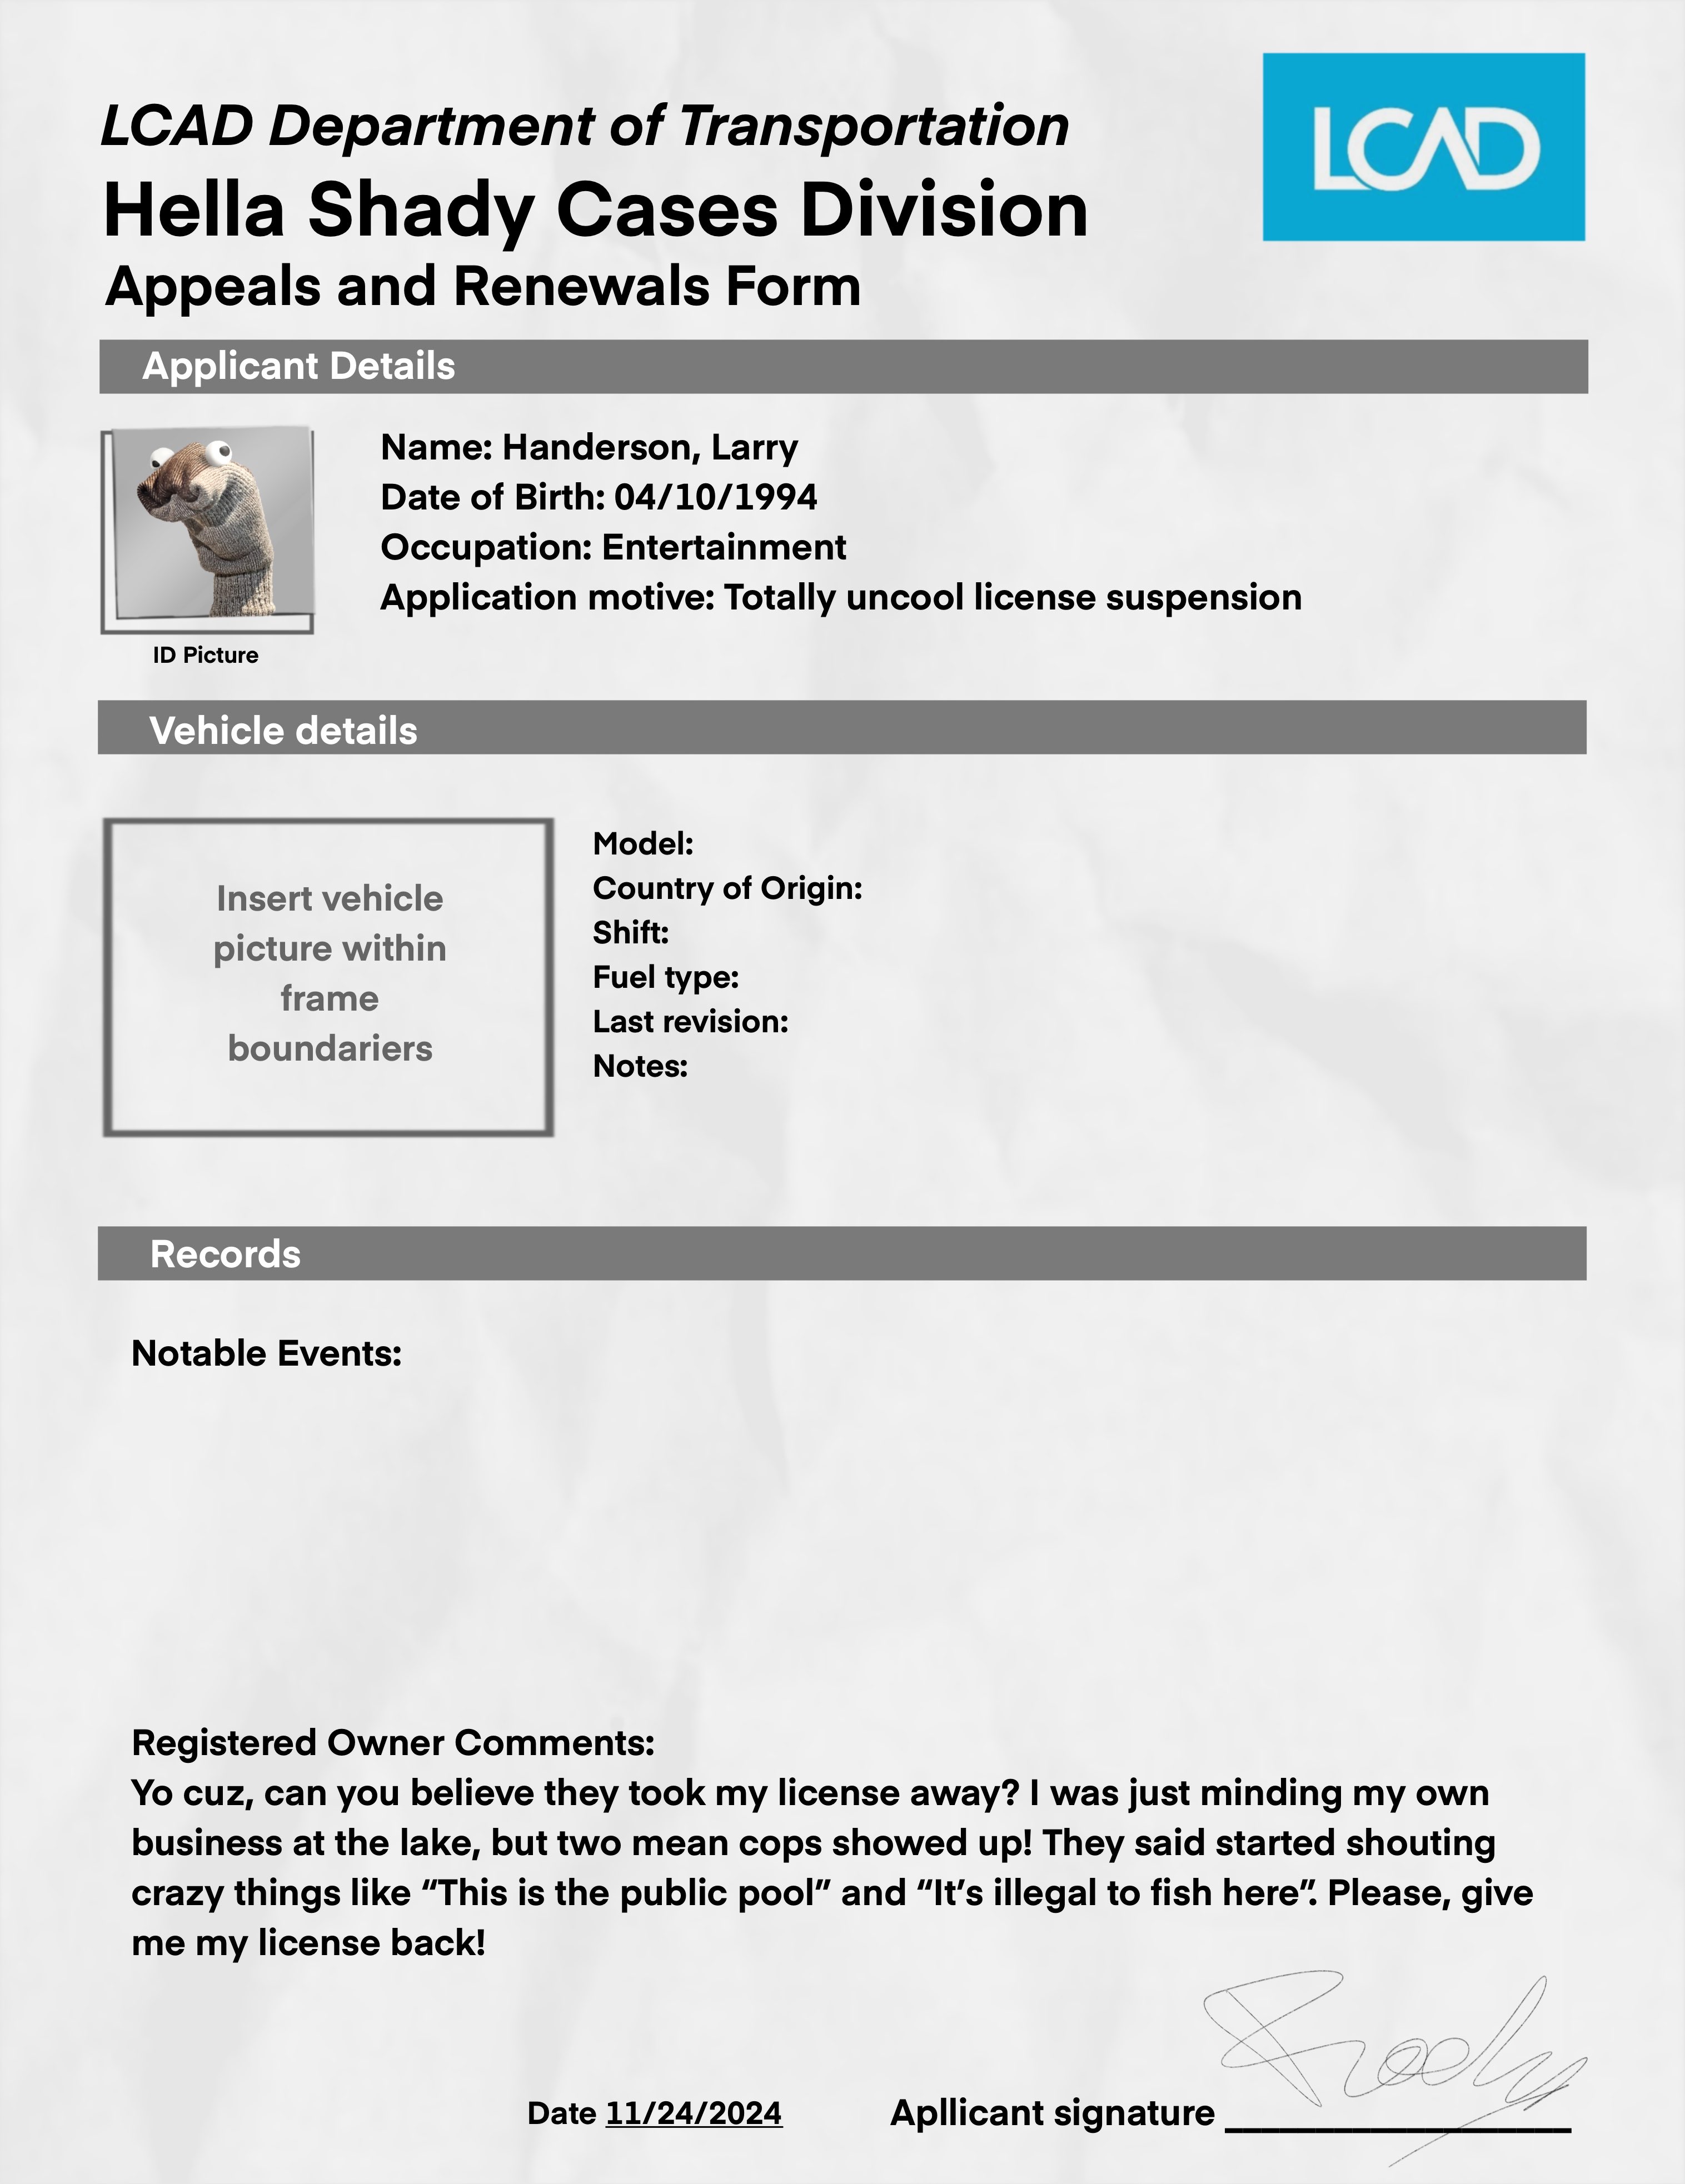 LCAD Department of Transportation
LCAD
Hella Shady Cases Division
Appeals and Renewals Form
Applicant Details
Name: Handerson, Larry
Date of Birth: 04/10/1994
Occupation: Entertainment
Application motive: Totally uncool license suspension
ID Picture
Vehicle details
Insert vehicle
picture within
frame
boundariers
Model:
Country of Origin:
Shift:
Fuel type:
Last revision:
Notes:
Records
Notable Events:
Registered Owner Comments:
Yo cuz, can you believe they took my license away? I was just minding my own
business at the lake, but two mean cops showed up! They said started shouting
crazy things like “This is the public pool” and “It’s illegal to fish here”. Please, give
me my license back!
Date 11/24/2024
Apllicant signature